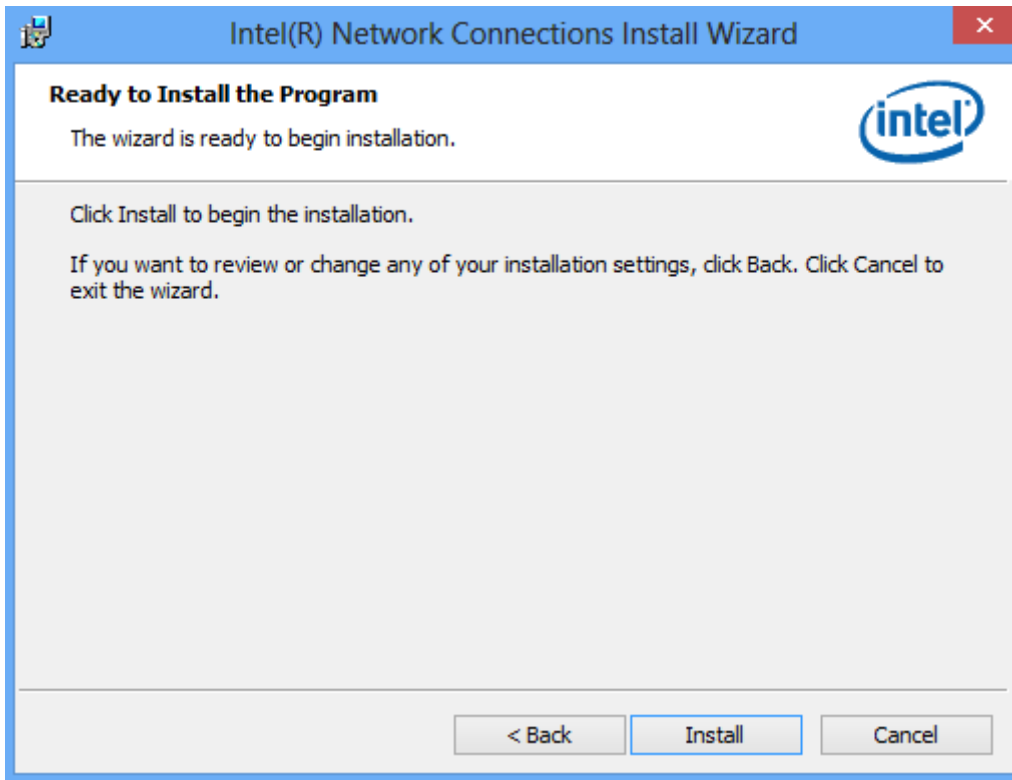 Intel(R) Network Connections Install Wizard
Ready to Install the Program
The wizard is ready to begin installation.
intel
Click Install to begin the installation.
If you want to review or change any of your installation settings, click Back. Click Cancel to
exit the wizard.
< Back
Install
Cancel